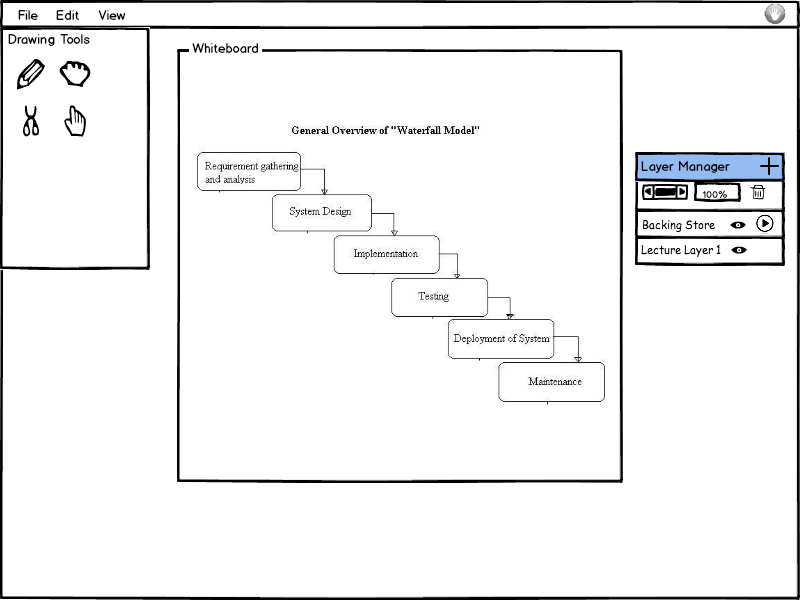 File Edit View
Drawing Tools
Whiteboard
General Overview of "Waterfall Model"
Requirement gathering
and analysis
System Design
Implementation
Testing
Deployment of System
Maintenance
Layer Manager
100%
Backing Store
Lecture Layer 1